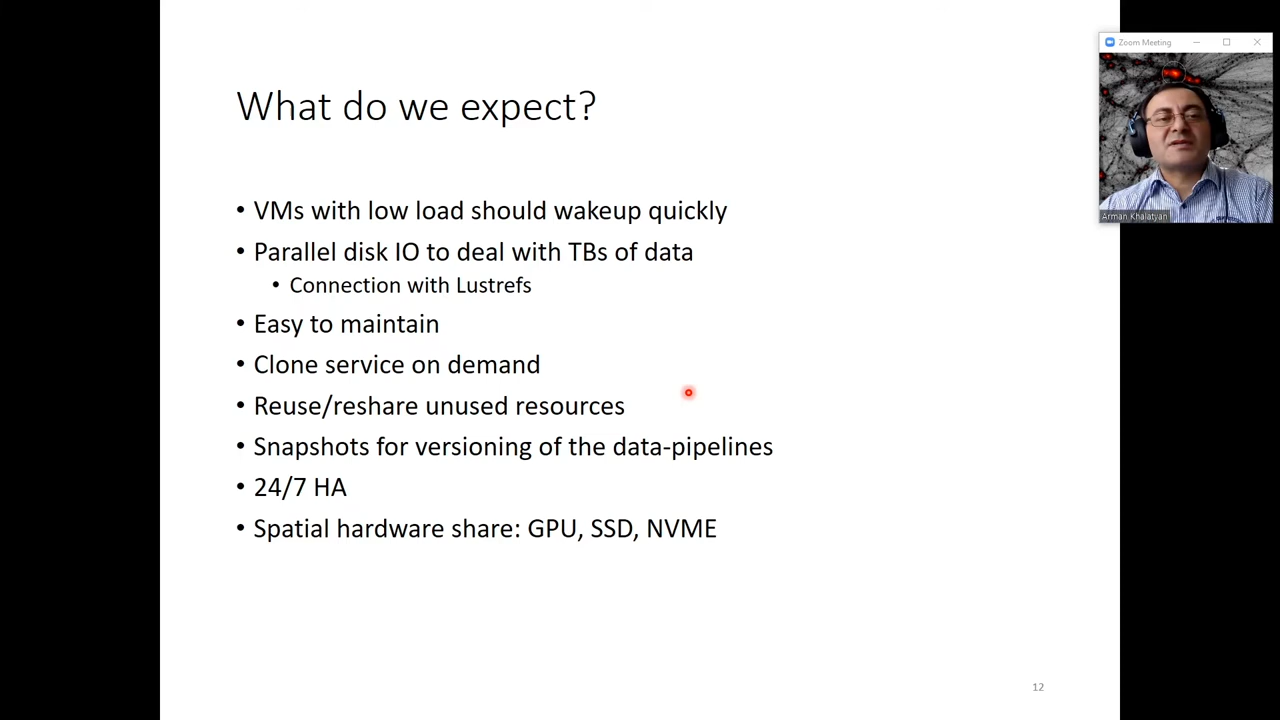 Zoom Meeting
What do we expect?
• VMs with low load should wakeup quickly
• Parallel disk IO to deal with TBs of data
• Connection with Lustrefs
• Easy to maintain
• Clone service on demand
• Reuse/reshare unused resources
• Snapshots for versioning of the data-pipelines
• 24/7 HA
• Spatial hardware share: GPU, SSD, NVME
Arman Khalatyan
12